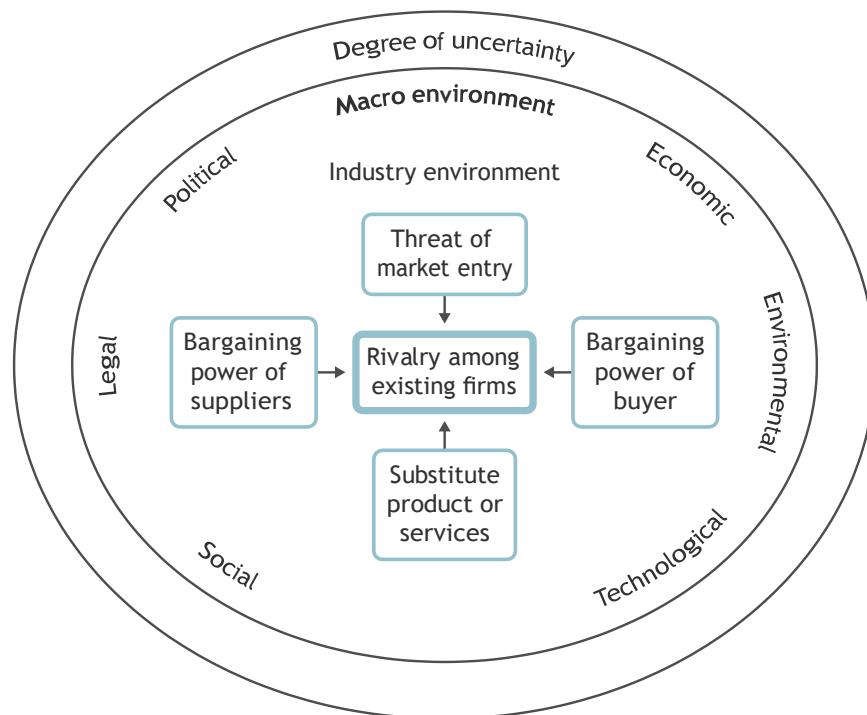 Degree of uncertainty
Macro environment
Political
Economic
Industry environment
Threat of
market entry
Legal
Bargaining
power of
suppliers
Rivalry among
existing firms
Bargaining
power of
buyer
Environmental
Substitute
product or
services
Social
Technological